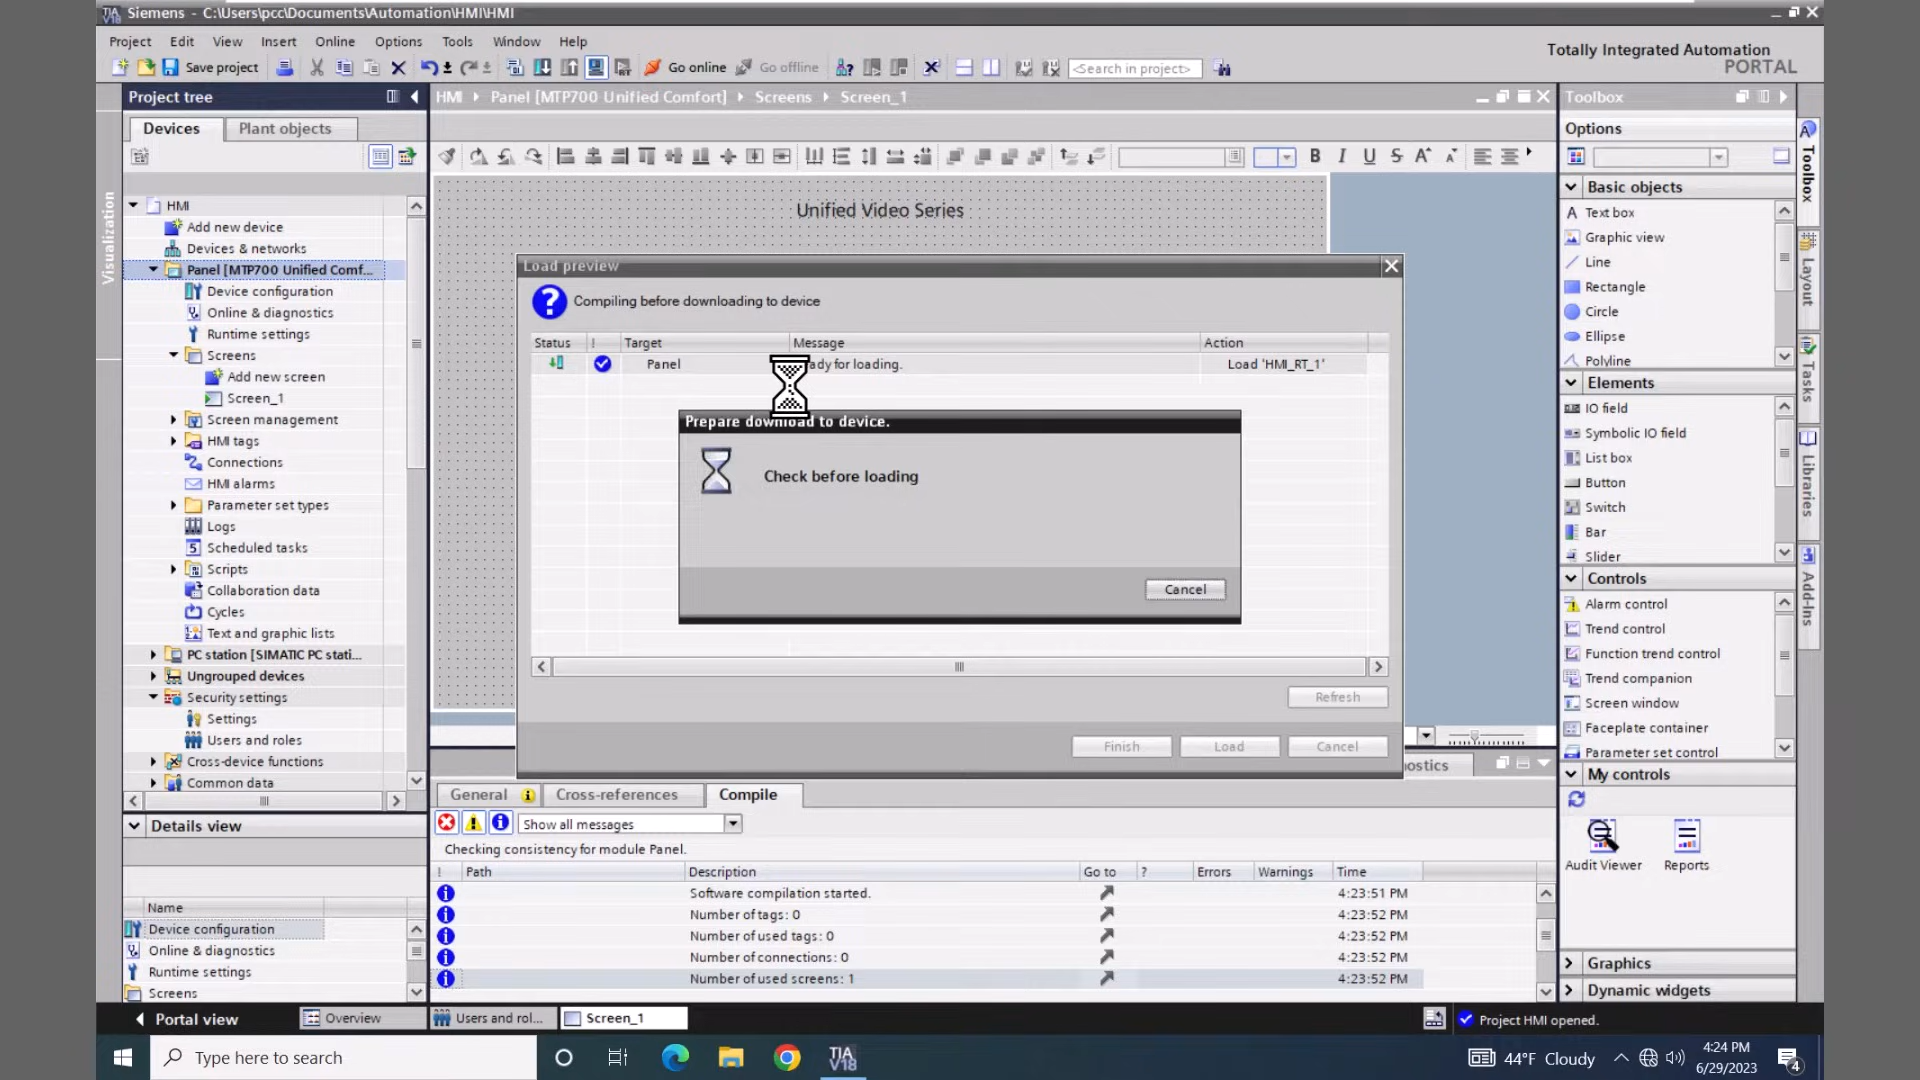 Siemens - C:\Users\pcc\Documents\Automation\HMI\HMI
Project Edit View Insert Online Options Tools Window Help
Totally Integrated Automation
PORTAL
Save project
Go online
Go offline
<Search in project>
Project tree
HMI
Panel [MTP700 Unified Comfort]
Screens
Screen_1
Toolbox
Devices
Plant objects
Options
Visualization
HMI
Add new device
Devices & networks
Panel [MTP700 Unified Comf...
Device configuration
Online & diagnostics
Runtime settings
Screens
Add new screen
Screen_1
Screen management
HMI tags
Connections
HMI alarms
Parameter set types
Logs
Scheduled tasks
Scripts
Collaboration data
Cycles
Text and graphic lists
PC station [SIMATIC PC stati...
Ungrouped devices
Security settings
Settings
Users and roles
Cross-device functions
Common data
Details view
Name
Device configuration
Online & diagnostics
Runtime settings
Screens
Unified Video Series
Load preview
Compiling before downloading to device
Status ! Target Message Action
Panel
ady for loading.
Load 'HMI_RT_1'
Prepare download to device.
Check before loading
Cancel
Refresh
Finish
Load
Cancel
ostics
General
Cross-references
Compile
Show all messages
Checking consistency for module Panel.
! Path Description Go to ? Errors Warnings Time
Software compilation started. 4:23:51 PM
Number of tags: 0 4:23:52 PM
Number of used tags: 0 4:23:52 PM
Number of connections: 0 4:23:52 PM
Number of used screens: 1 4:23:52 PM
Basic objects
Text box
Graphic view
Line
Rectangle
Circle
Ellipse
Polyline
Elements
IO field
Symbolic IO field
List box
Button
Switch
Bar
Slider
Controls
Alarm control
Trend control
Function trend control
Trend companion
Screen window
Faceplate container
Parameter set control
My controls
Audit Viewer
Reports
Graphics
Dynamic widgets
Toolbox
Layout
Tasks
Libraries
Add-Ins
Portal view
Overview
Users and rol...
Screen_1
Project HMI opened.
Type here to search
TIA
V18
44°F Cloudy
4:24 PM
6/29/2023
4